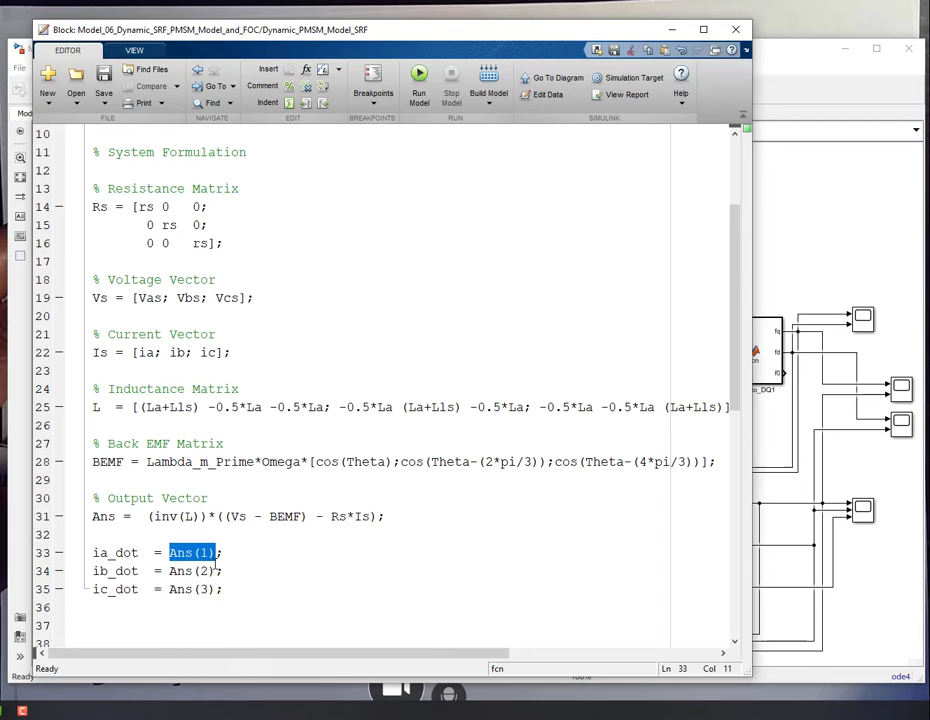 Block: Model_06_Dynamic_SRF_PMSM_Model_and_FOC/Dynamic_PMSM_Model_SRF
EDITOR VIEW
File
New Open Save
Find Files
Compare
Print
FILE
Go To
Find
NAVIGATE
Insert fx
Comment
Indent
EDIT
Breakpoints
BREAKPOINTS
Run Model
Stop Model
Build Model
RUN
Go To Diagram
Edit Data
Simulation Target
View Report
SIMULINK
Help
10
11 % System Formulation
12
13 % Resistance Matrix
14 – Rs = [rs 0 0;
15 0 rs 0;
16 0 0 rs];
17
18 % Voltage Vector
19 – Vs = [Vas; Vbs; Vcs];
20
21 % Current Vector
22 – Is = [ia; ib; ic];
23
24 % Inductance Matrix
25 – L = [(La+Lls) -0.5*La -0.5*La; -0.5*La (La+Lls) -0.5*La; -0.5*La -0.5*La (La+Lls)]
26
27 % Back EMF Matrix
28 – BEMF = Lambda_m_Prime*Omega*[cos(Theta);cos(Theta-(2*pi/3));cos(Theta-(4*pi/3))];
29
30 % Output Vector
31 – Ans = (inv(L))*((Vs - BEMF) - Rs*Is);
32
33 – ia_dot = Ans(1);
34 – ib_dot = Ans(2);
35 – ic_dot = Ans(3);
36
37
38
Ready fcn Ln 33 Col 11
fq
fd
f0
o_DQ1
Ready
ode4